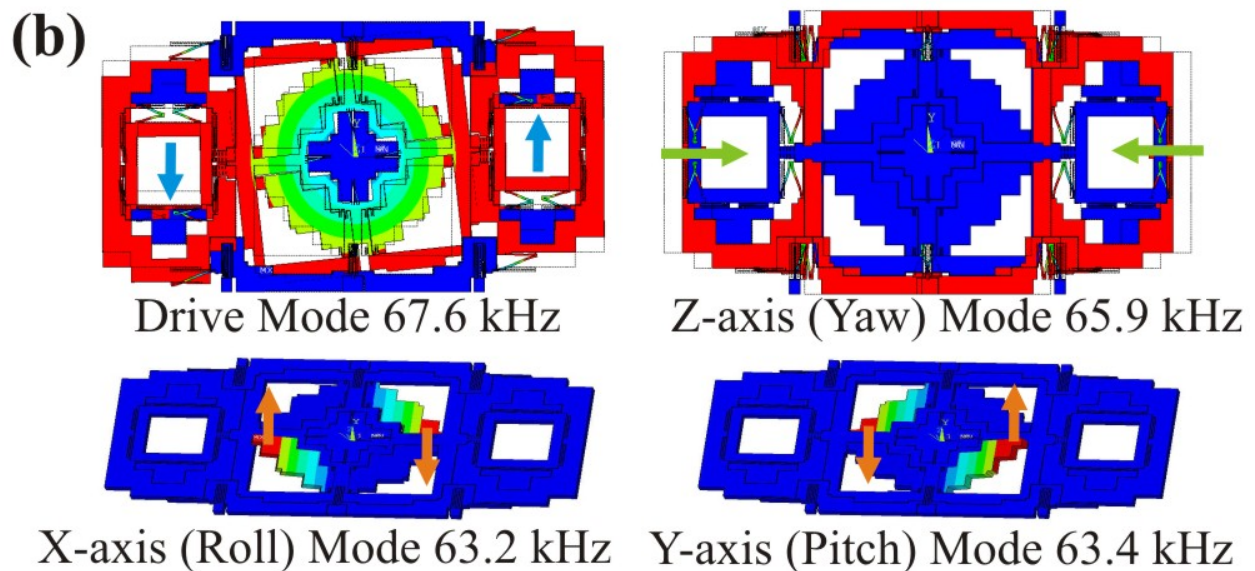 (b)
Drive Mode 67.6 kHz
Z-axis (Yaw) Mode 65.9 kHz
X-axis (Roll) Mode 63.2 kHz
Y-axis (Pitch) Mode 63.4 kHz